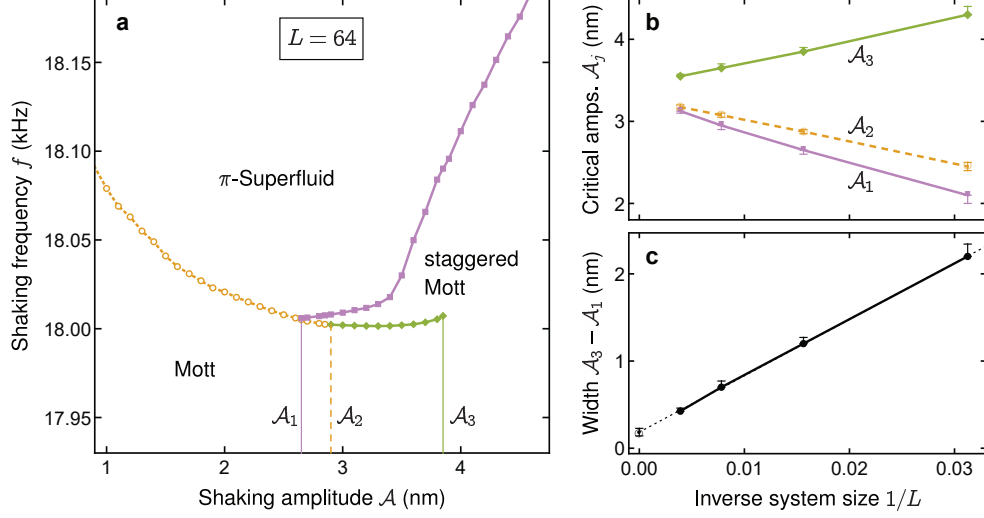 a
L = 64
18.15
18.10
18.05
18.00
17.95
Shaking frequency f (kHz)
π-Superfluid
staggered
Mott
Mott
𝒜₁
𝒜₂
𝒜₃
1
2
3
4
Shaking amplitude 𝒜 (nm)
b
4
3
2
Critical amps. 𝒜ⱼ (nm)
𝒜₃
𝒜₂
𝒜₁
c
2
1
0
Width 𝒜₃ − 𝒜₁ (nm)
0.00
0.01
0.02
0.03
Inverse system size 1/L